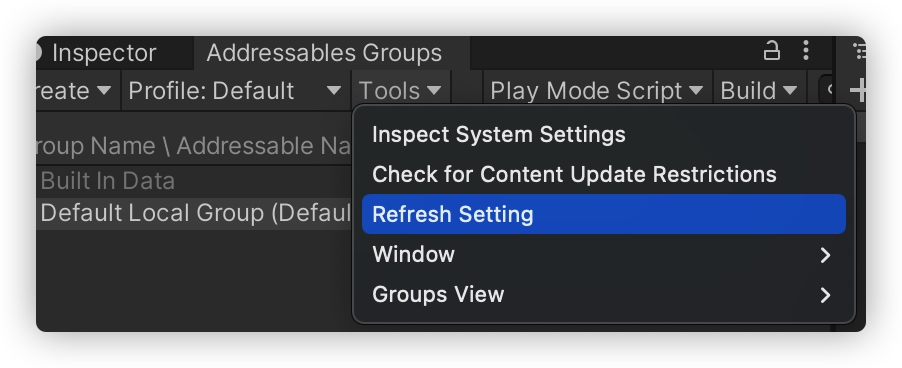 Inspector Addressables Groups
reate Profile: Default Tools Play Mode Script Build
roup Name \ Addressable Na
Built In Data
Default Local Group (Defaul
Inspect System Settings
Check for Content Update Restrictions
Refresh Setting
Window
Groups View